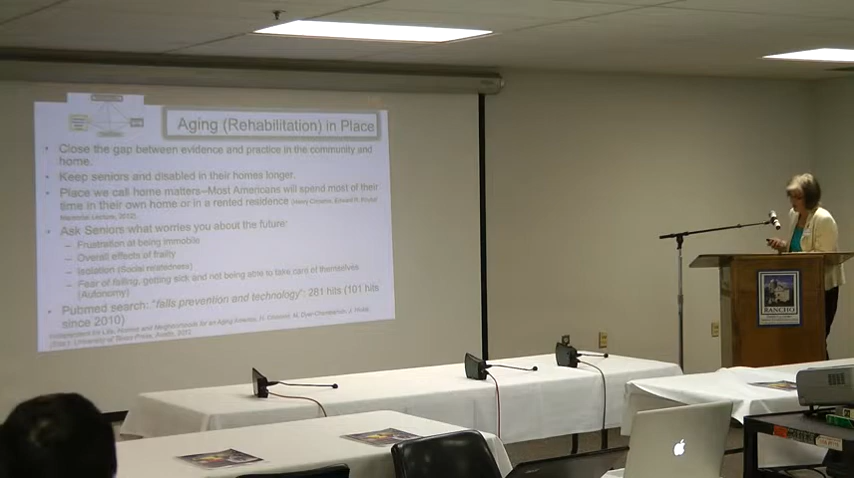 Aging (Rehabilitation) in Place
• Close the gap between evidence and practice in the community and
home.
• Keep seniors and disabled in their homes longer.
• Place we call home matters–Most Americans will spend most of their
time in their own home or in a rented residence
• Ask Seniors what worries you about the future:
– Frustration at being immobile
– Overall effects of frailty
– Isolation (Social relatedness)
– Fear of falling, getting sick and not being able to take care of themselves
(Autonomy)
• Pubmed search: "falls prevention and technology": 281 hits (101 hits
since 2010)
RANCHO